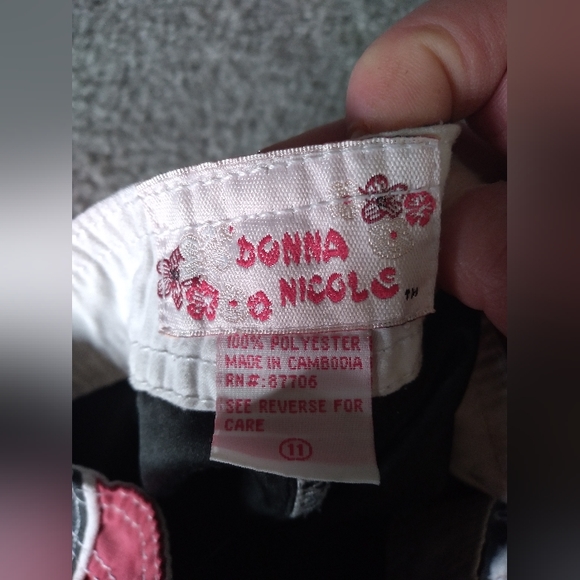 DONNA
NICOLE TM
100% POLYESTER
MADE IN CAMBODIA
RN#:87706
SEE REVERSE FOR
CARE
11